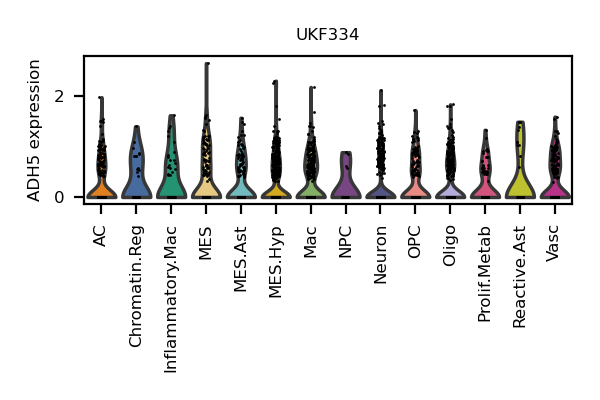 UKF334
ADH5 expression
2
0
AC
Chromatin.Reg
Inflammatory.Mac
MES
MES.Ast
MES.Hyp
Mac
NPC
Neuron
OPC
Oligo
Prolif.Metab
Reactive.Ast
Vasc